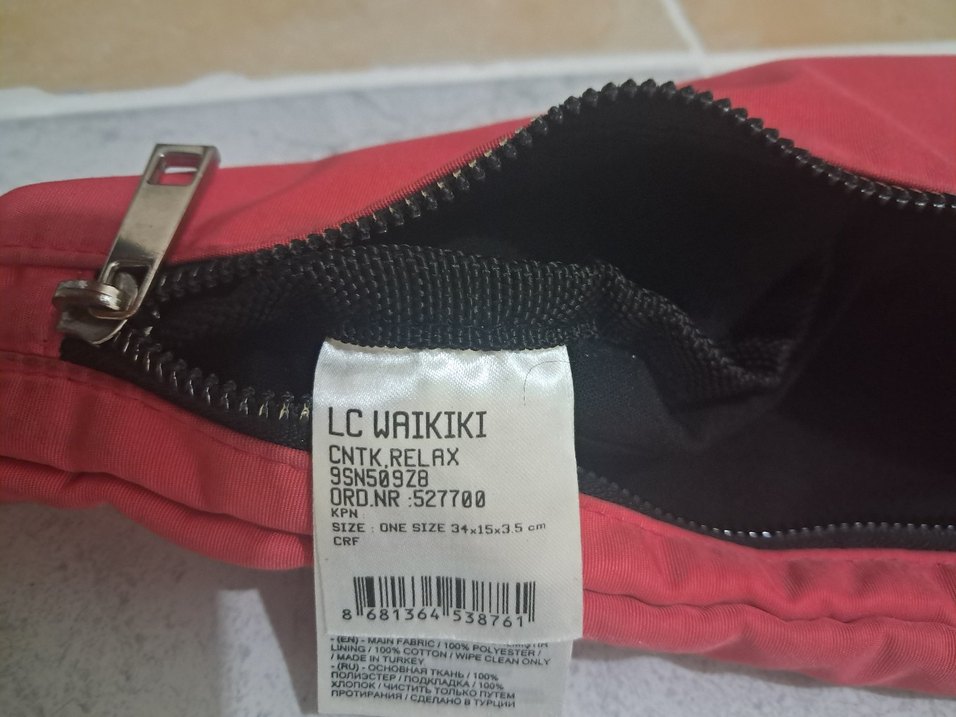 LC WAIKIKI
CNTK.RELAX
9SN509Z8
ORD.NR :527700
KPN
SIZE : ONE SIZE 34x15x3.5 cm
CRF
8 681364 538761
- (EN) - MAIN FABRIC / 100% POLYESTER /
LINING / 100% COTTON / WIPE CLEAN ONLY
/ MADE IN TURKEY
- (RU) - ОСНОВНАЯ ТКАНЬ / 100%
ПОЛИЭСТЕР / ПОДКЛАДКА / 100%
ХЛОПОК / ЧИСТИТЬ ТОЛЬКО ПУТЕМ
ПРОТИРАНИЯ / СДЕЛАНО В ТУРЦИИ